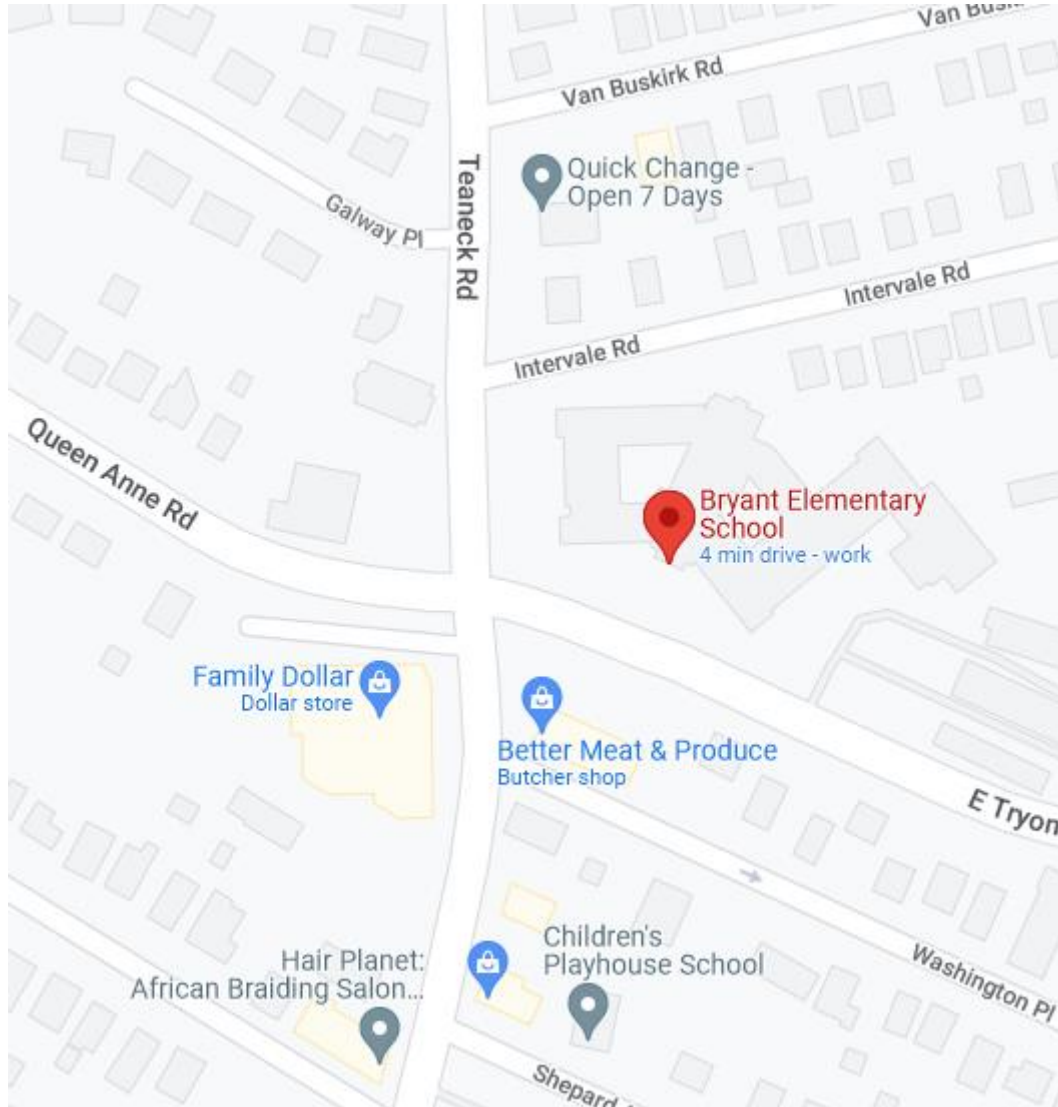 Van Buskirk Rd
Quick Change -
Open 7 Days
Teaneck Rd
Galway Pl
Intervale Rd
Intervale Rd
Queen Anne Rd
Bryant Elementary
School
4 min drive - work
Family Dollar
Dollar store
Better Meat & Produce
Butcher shop
E Tryon
Children's
Playhouse School
Washington Pl
Hair Planet:
African Braiding Salon...
Shepard